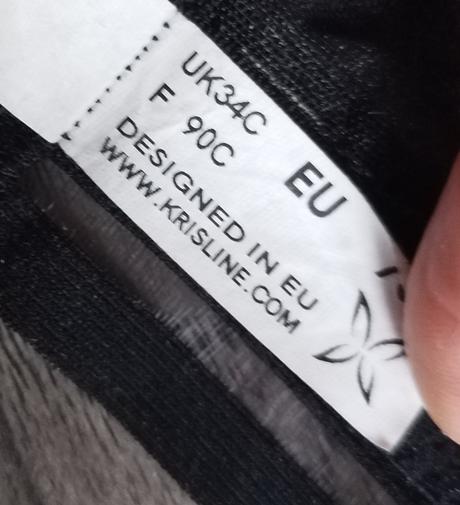 UK34C EU
F 90C
DESIGNED IN EU
WWW.KRISLINE.COM